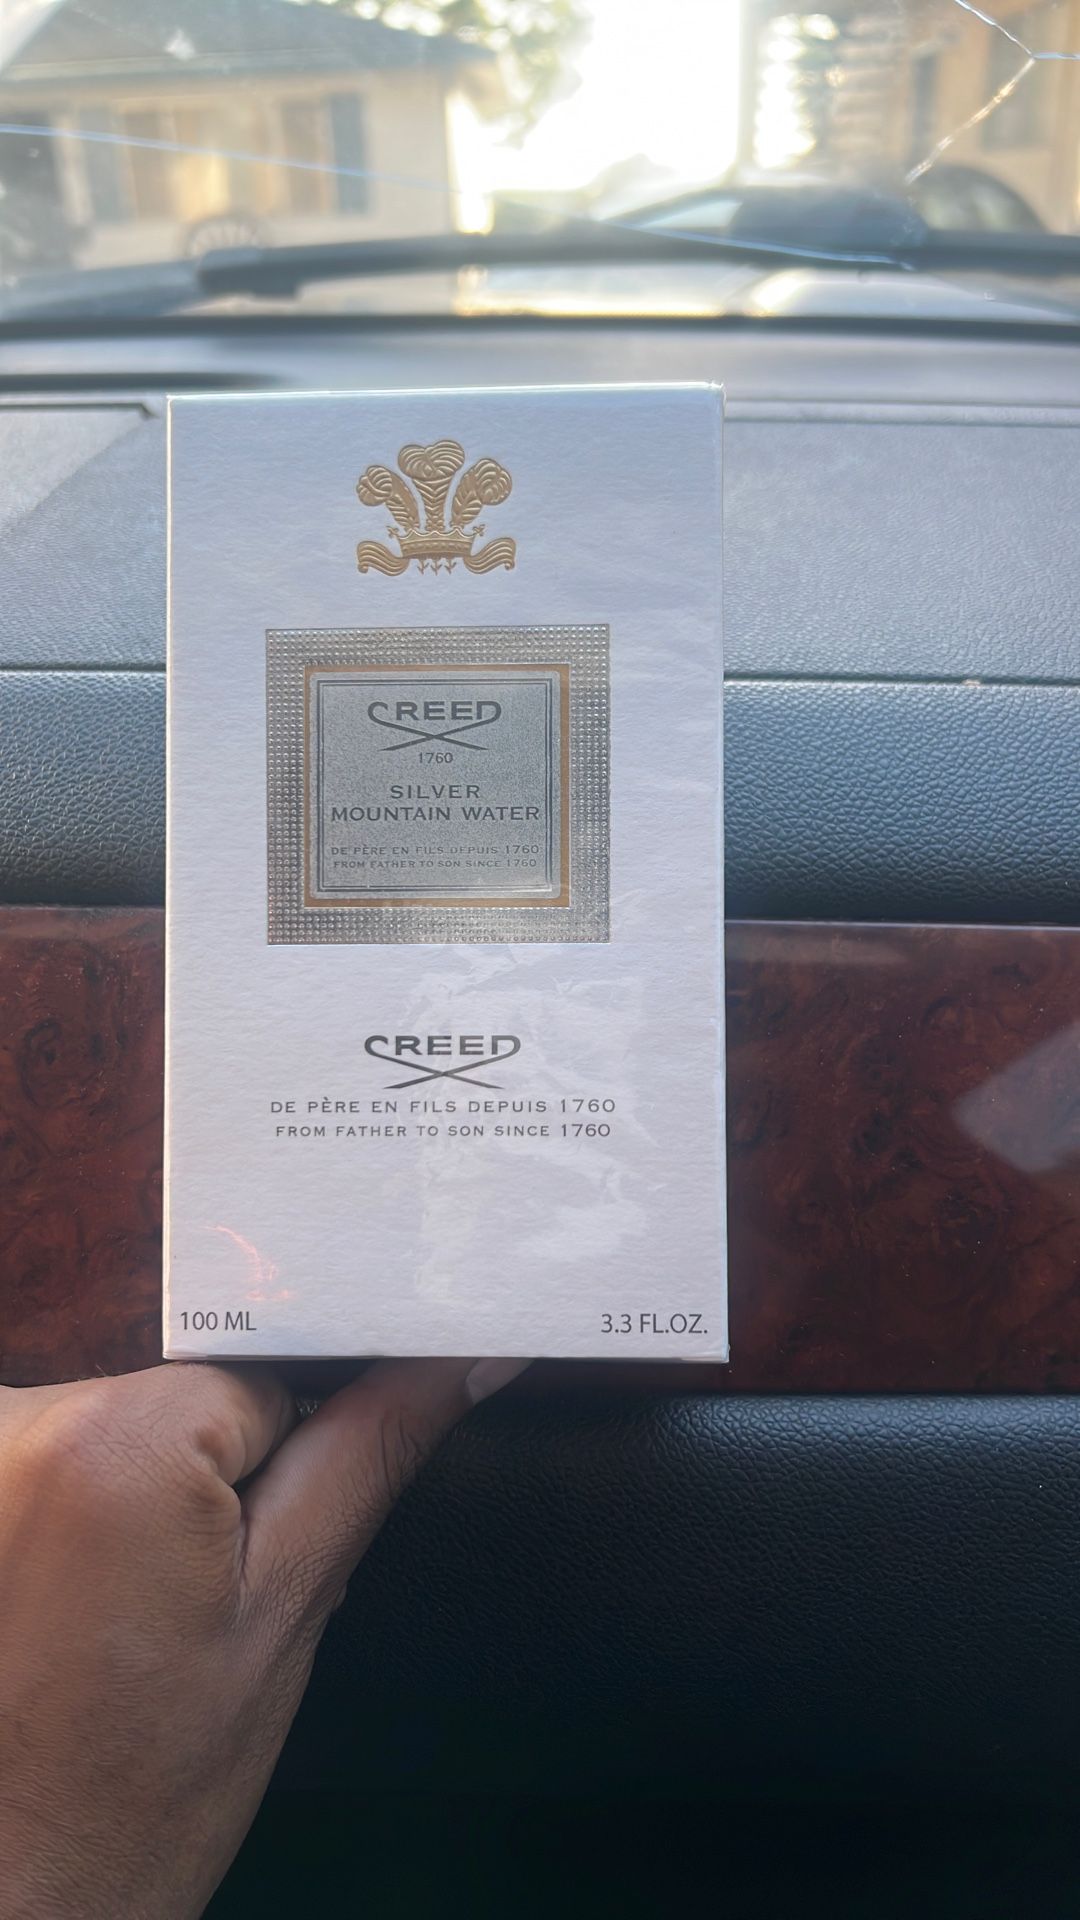 CREED
1760
SILVER
MOUNTAIN WATER
DE PÈRE EN FILS DEPUIS 1760
FROM FATHER TO SON SINCE 1760
CREED
DE PÈRE EN FILS DEPUIS 1760
FROM FATHER TO SON SINCE 1760
100 ML
3.3 FL.OZ.